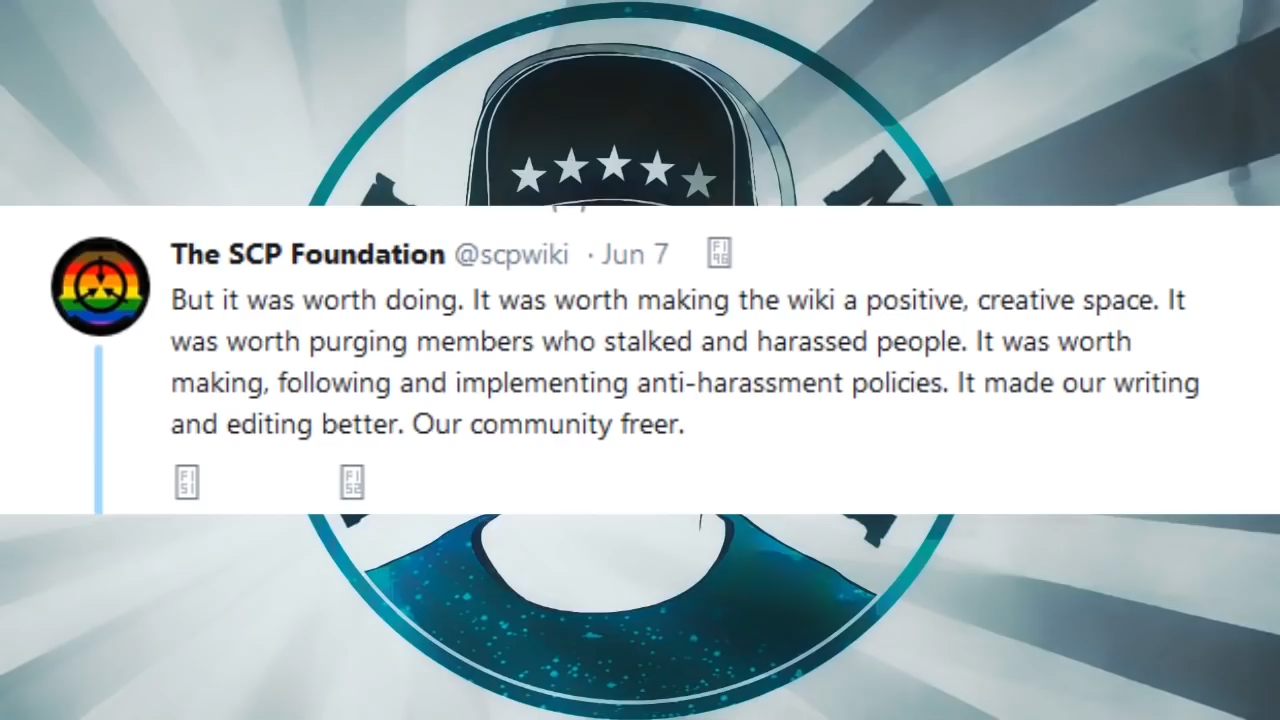 The SCP Foundation @scpwiki · Jun 7
But it was worth doing. It was worth making the wiki a positive, creative space. It
was worth purging members who stalked and harassed people. It was worth
making, following and implementing anti-harassment policies. It made our writing
and editing better. Our community freer.